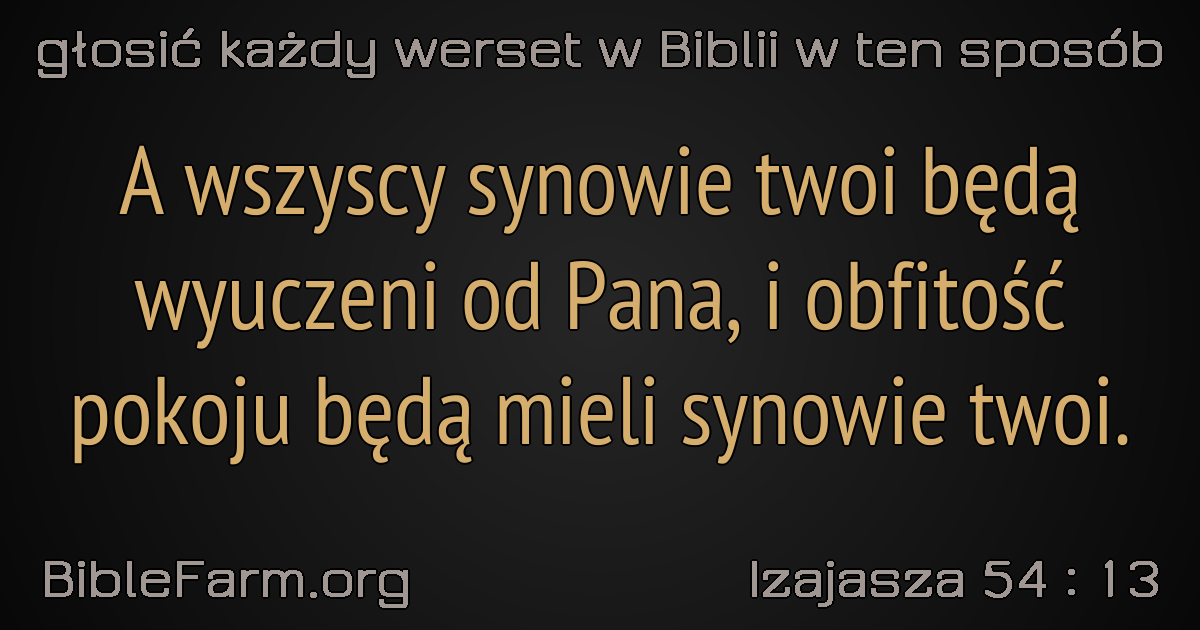 głosić każdy werset w Biblii w ten sposób
A wszyscy synowie twoi będą
wyuczeni od Pana, i obfitość
pokoju będą mieli synowie twoi.
BibleFarm.org
Izajasza 54 : 13